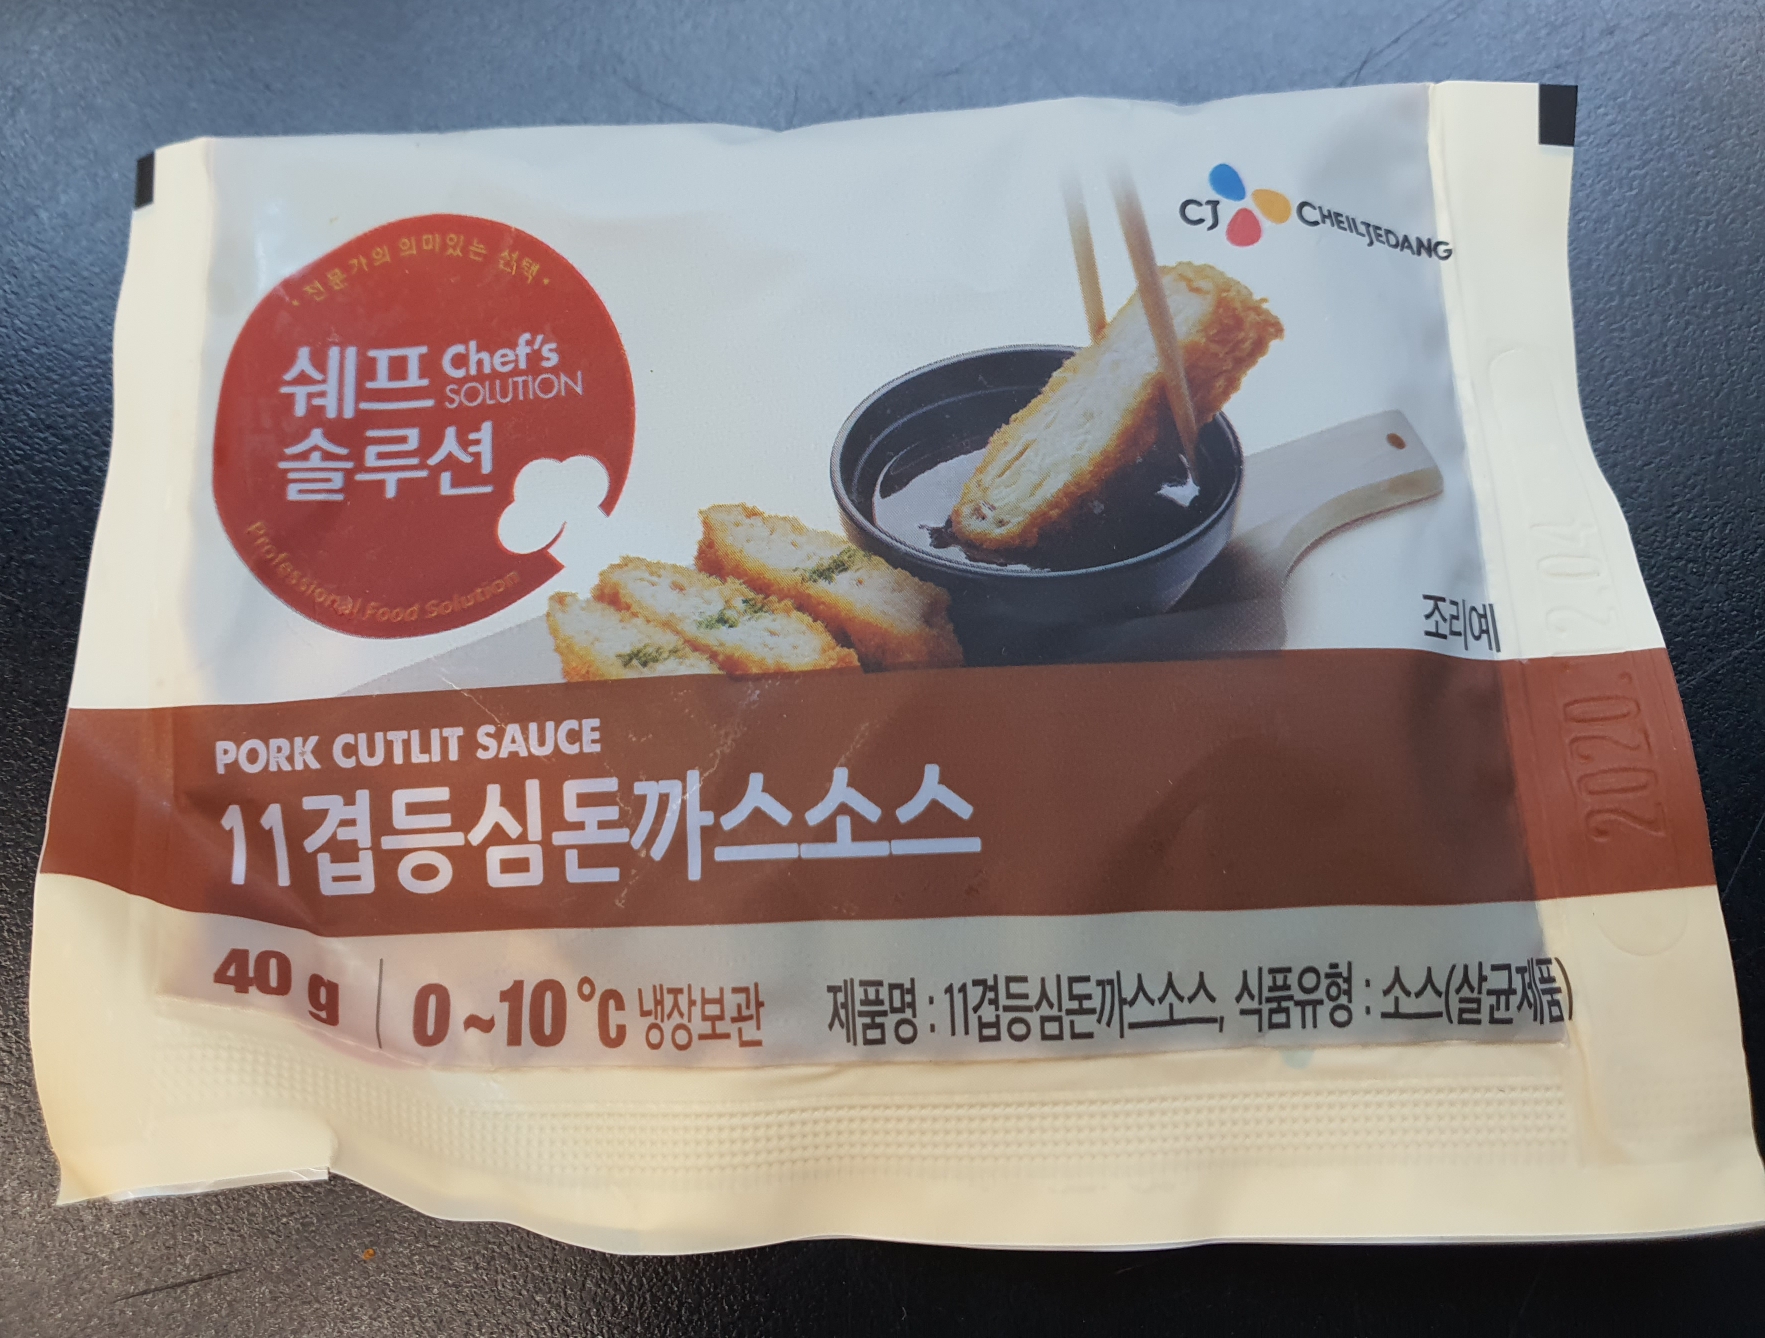 전문가의 의미있는 선택
쉐프 Chef's
SOLUTION
솔루션
Professional Food Solution
CJ CHEILJEDANG
조리예
PORK CUTLIT SAUCE
11겹등심돈까스소스
40 g 0~10℃ 냉장보관 제품명 : 11겹등심돈까스소스, 식품유형 : 소스(살균제품)
2020.12.04